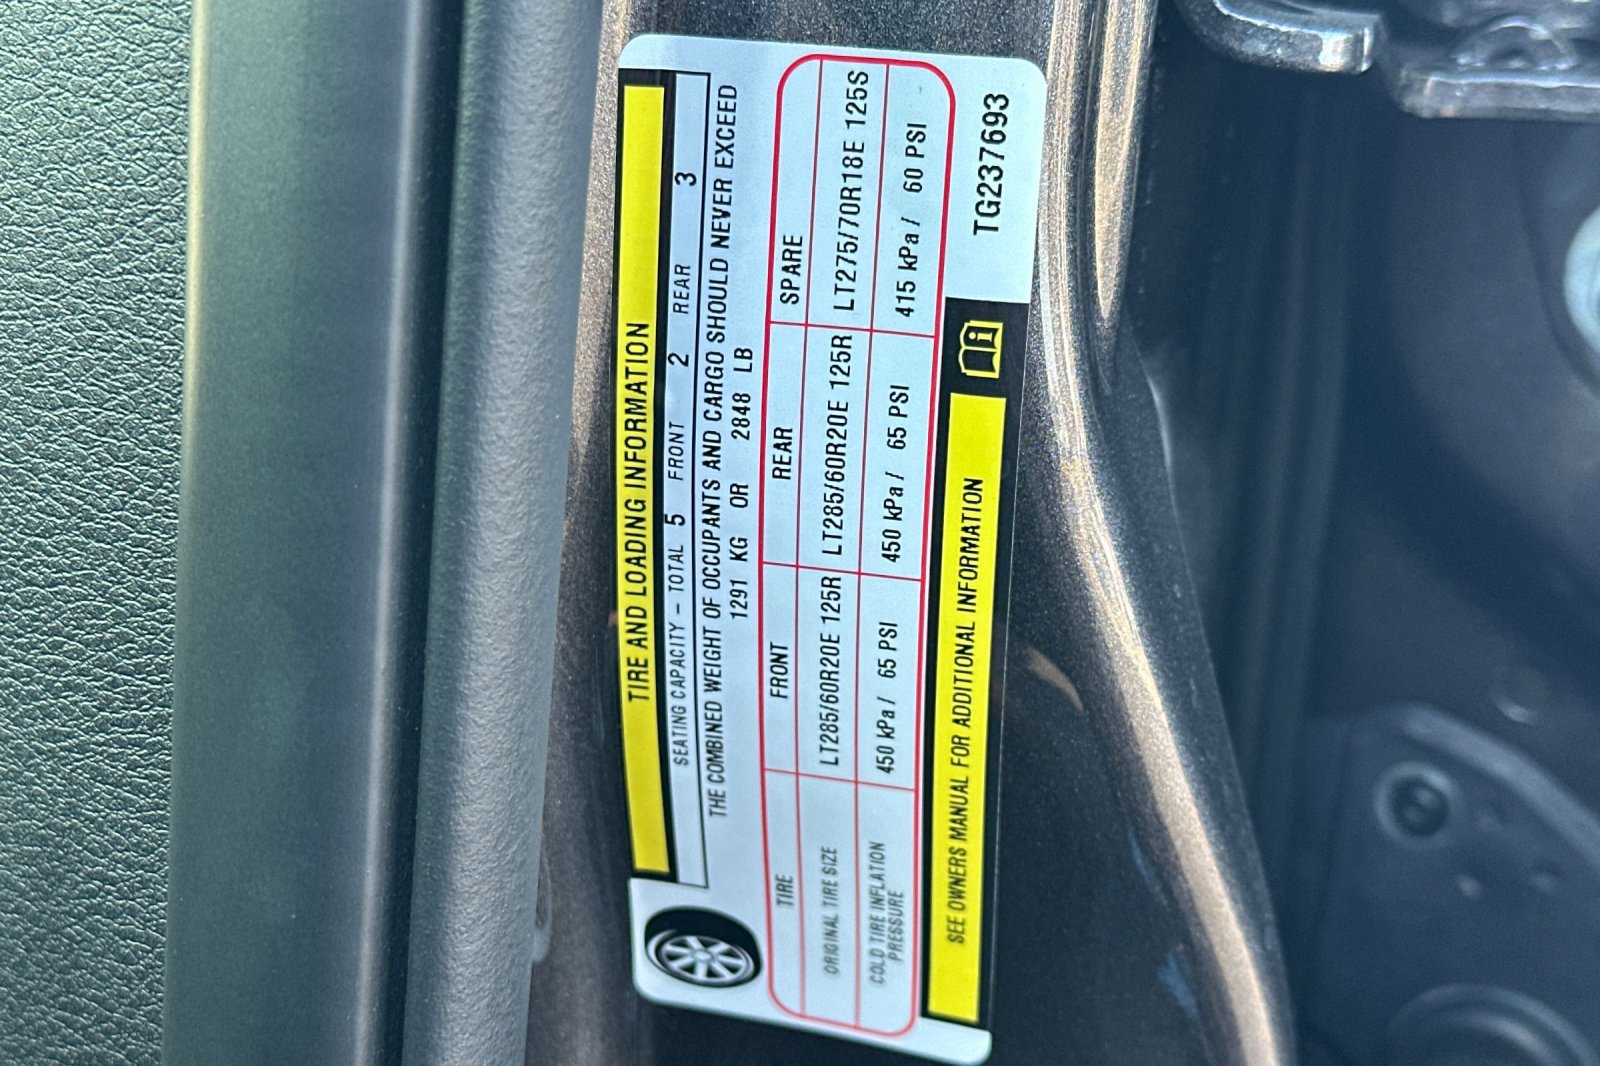 TIRE AND LOADING INFORMATION
SEATING CAPACITY - TOTAL 5 FRONT 2 REAR 3
THE COMBINED WEIGHT OF OCCUPANTS AND CARGO SHOULD NEVER EXCEED
1291 KG OR 2848 LB
TIRE FRONT REAR SPARE
ORIGINAL TIRE SIZE LT285/60R20E 125R LT285/60R20E 125R LT275/70R18E 125S
COLD TIRE INFLATION PRESSURE 450 kPa / 65 PSI 450 kPa / 65 PSI 415 kPa / 60 PSI
SEE OWNERS MANUAL FOR ADDITIONAL INFORMATION
TG237693